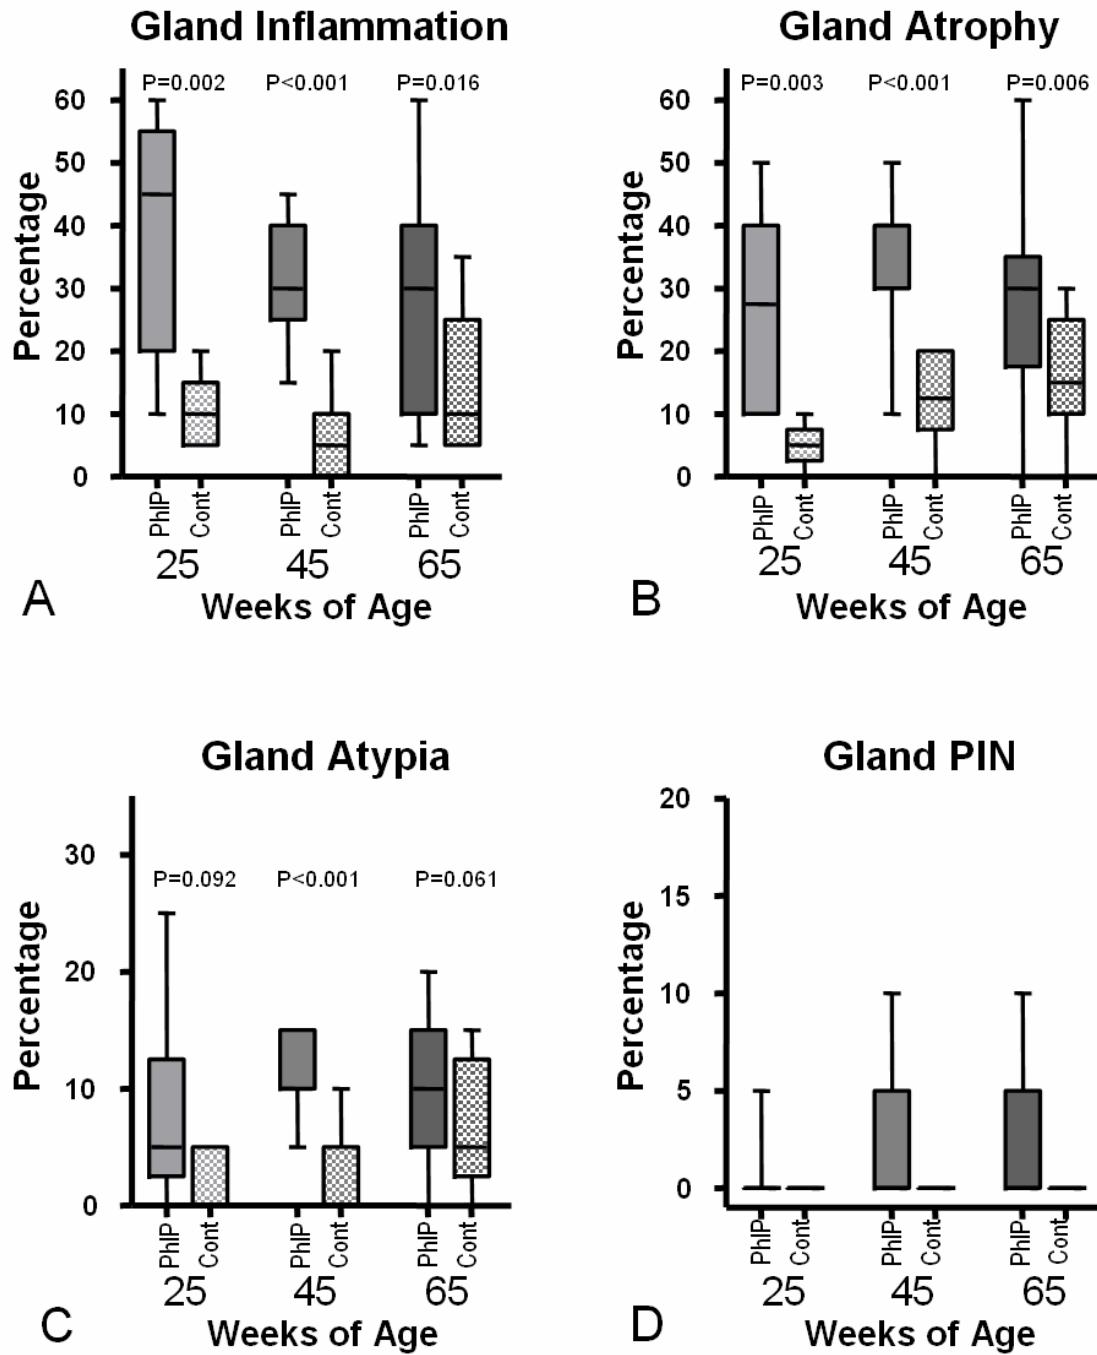 Gland Inflammation
P=0.002 P<0.001 P=0.016
60
50
40
30
20
10
0
Percentage
PhIP Cont PhIP Cont PhIP Cont
25 45 65
A Weeks of Age
Gland Atrophy
P=0.003 P<0.001 P=0.006
60
50
40
30
20
10
0
Percentage
PhIP Cont PhIP Cont PhIP Cont
25 45 65
B Weeks of Age
Gland Atypia
P=0.092 P<0.001 P=0.061
30
20
10
0
Percentage
PhIP Cont PhIP Cont PhIP Cont
25 45 65
C Weeks of Age
Gland PIN
20
15
10
5
0
Percentage
PhIP Cont PhIP Cont PhIP Cont
25 45 65
D Weeks of Age